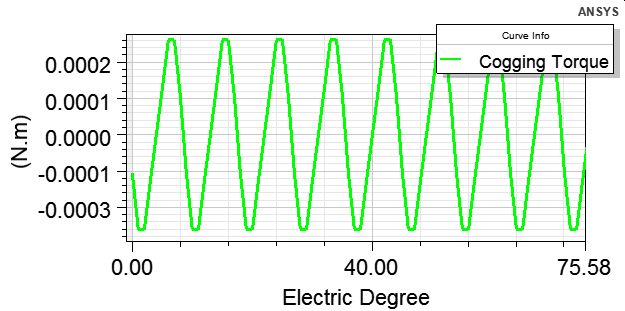 ANSYS
Curve Info
Cogging Torque
0.0002
0.0001
0.0000
-0.0001
-0.0003
(N.m)
0.00 40.00 75.58
Electric Degree